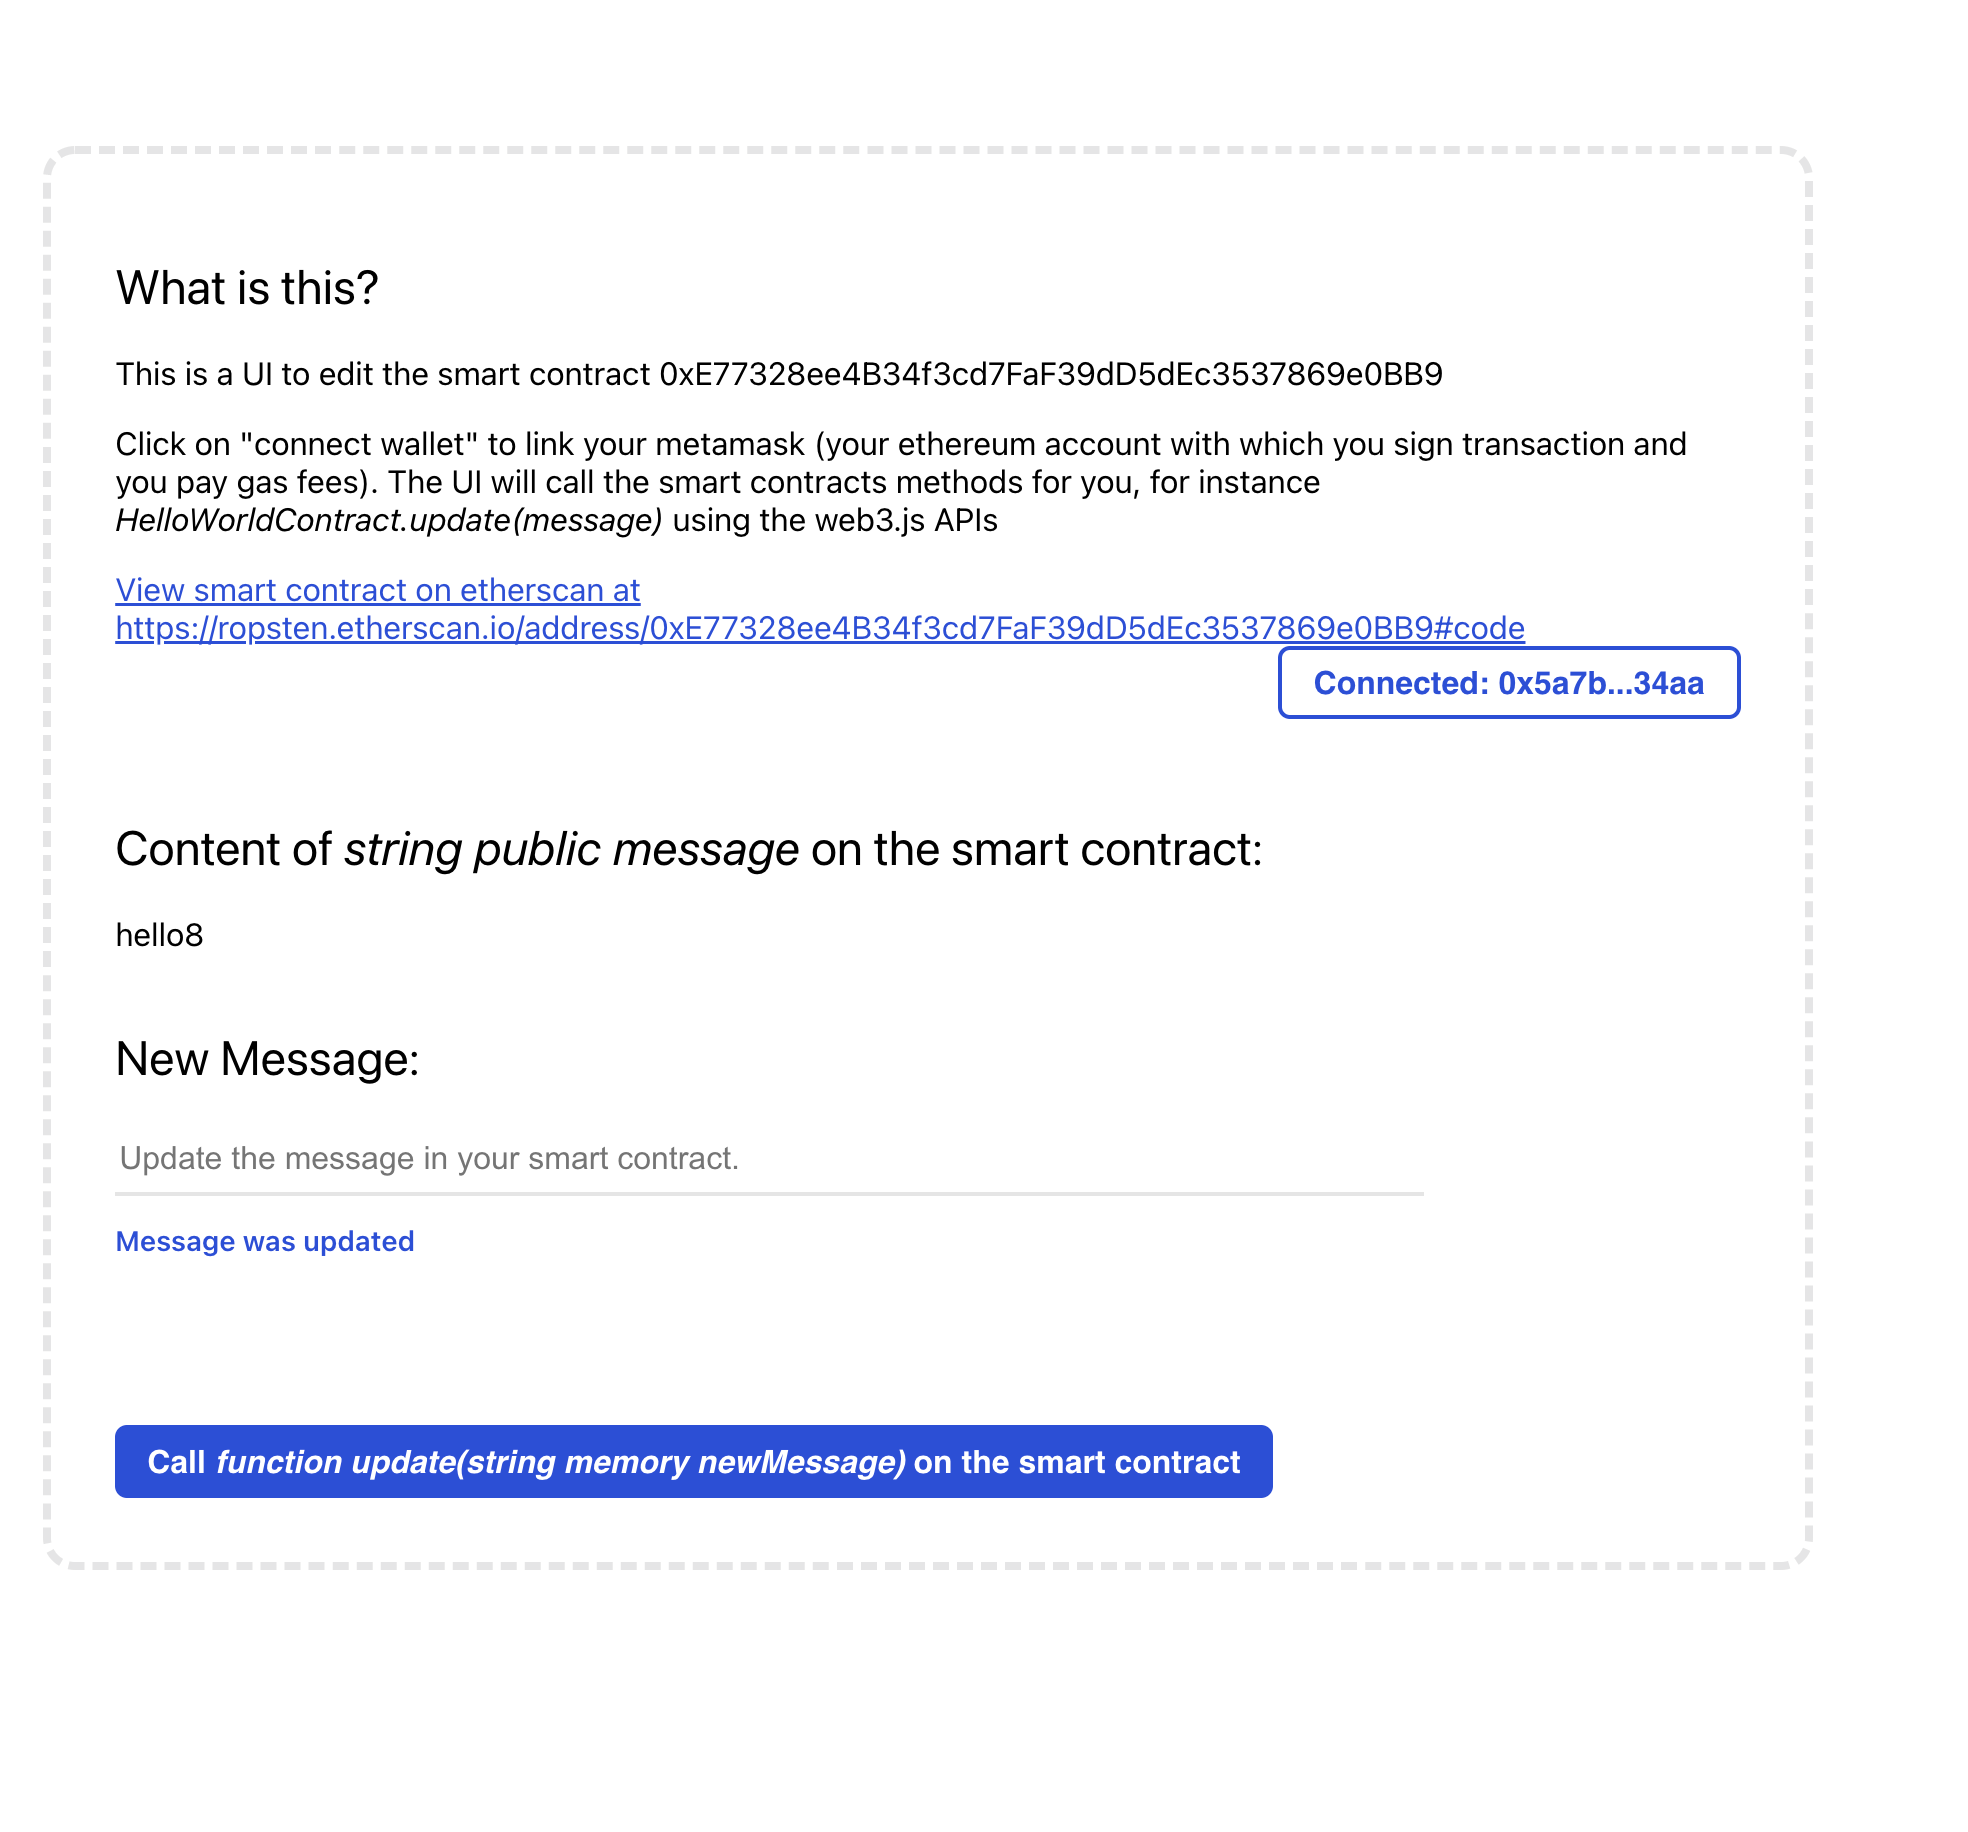 What is this?
This is a UI to edit the smart contract 0xE77328ee4B34f3cd7FaF39dD5dEc3537869e0BB9
Click on "connect wallet" to link your metamask (your ethereum account with which you sign transaction and
you pay gas fees). The UI will call the smart contracts methods for you, for instance
HelloWorldContract.update(message) using the web3.js APIs
View smart contract on etherscan at
https://ropsten.etherscan.io/address/0xE77328ee4B34f3cd7FaF39dD5dEc3537869e0BB9#code
Connected: 0x5a7b...34aa
Content of string public message on the smart contract:
hello8
New Message:
Update the message in your smart contract.
Message was updated
Call function update(string memory newMessage) on the smart contract